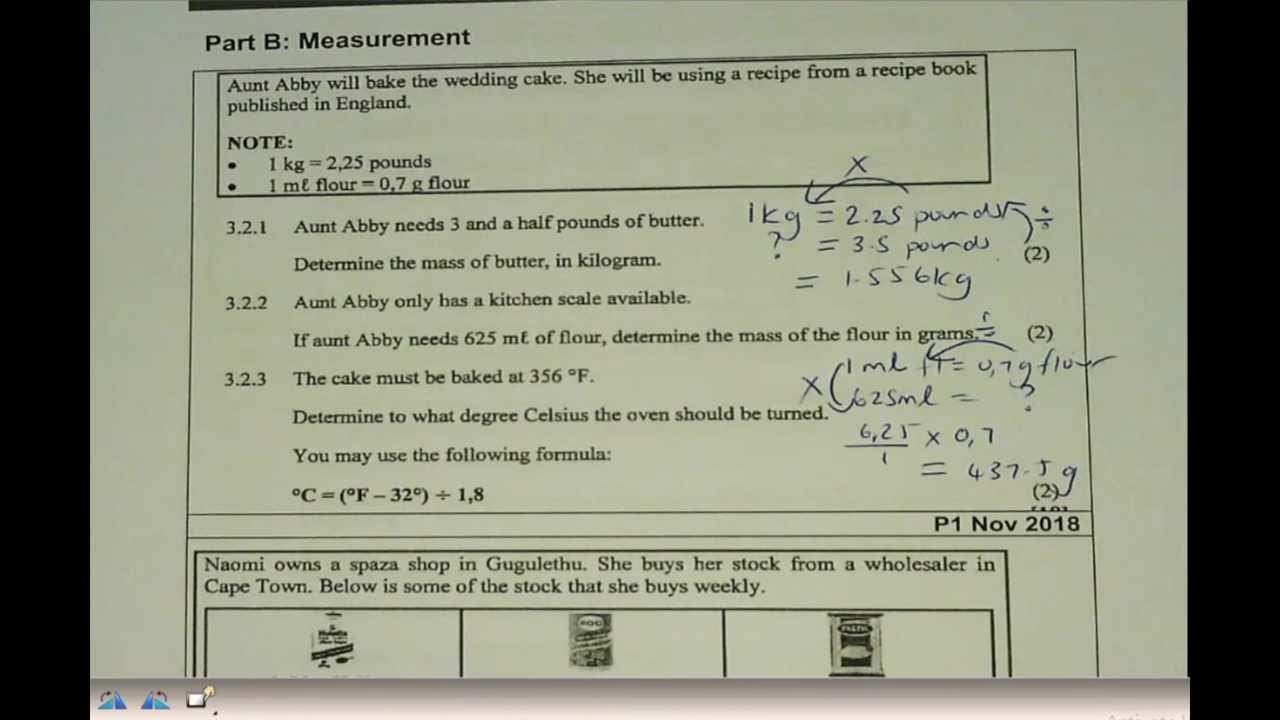 Part B: Measurement
Aunt Abby will bake the wedding cake. She will be using a recipe from a recipe book
published in England.
NOTE:
• 1 kg = 2,25 pounds
• 1 mℓ flour = 0,7 g flour
x
3.2.1 Aunt Abby needs 3 and a half pounds of butter.
1kg = 2.25 pounds ÷
? = 3.5 pounds
(2)
Determine the mass of butter, in kilogram.
= 1.556kg
3.2.2 Aunt Abby only has a kitchen scale available.
If aunt Abby needs 625 mℓ of flour, determine the mass of the flour in grams. (2)
÷
1ml = 0,7g flour
3.2.3 The cake must be baked at 356 °F.
x 625ml = ?
Determine to what degree Celsius the oven should be turned.
6,25 x 0,7
1
You may use the following formula:
= 437.5g
°C = (°F – 32°) ÷ 1,8
(2)
P1 Nov 2018
Naomi owns a spaza shop in Gugulethu. She buys her stock from a wholesaler in
Cape Town. Below is some of the stock that she buys weekly.
Huletts
KOO
TASTIC